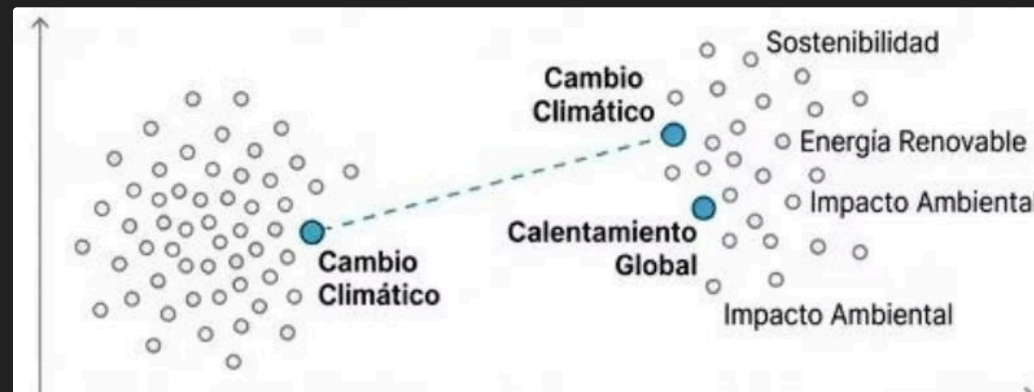 Sostenibilidad
Cambio
Climático
Energía Renovable
Impacto Ambiental
Calentamiento
Global
Cambio
Climático
Impacto Ambiental